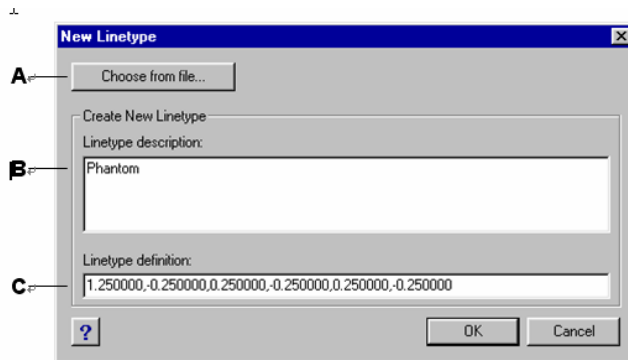 New Linetype
A
Choose from file...
Create New Linetype
Linetype description:
B
Phantom
Linetype definition:
C
1.250000,-0.250000,0.250000,-0.250000,0.250000,-0.250000
?
OK
Cancel